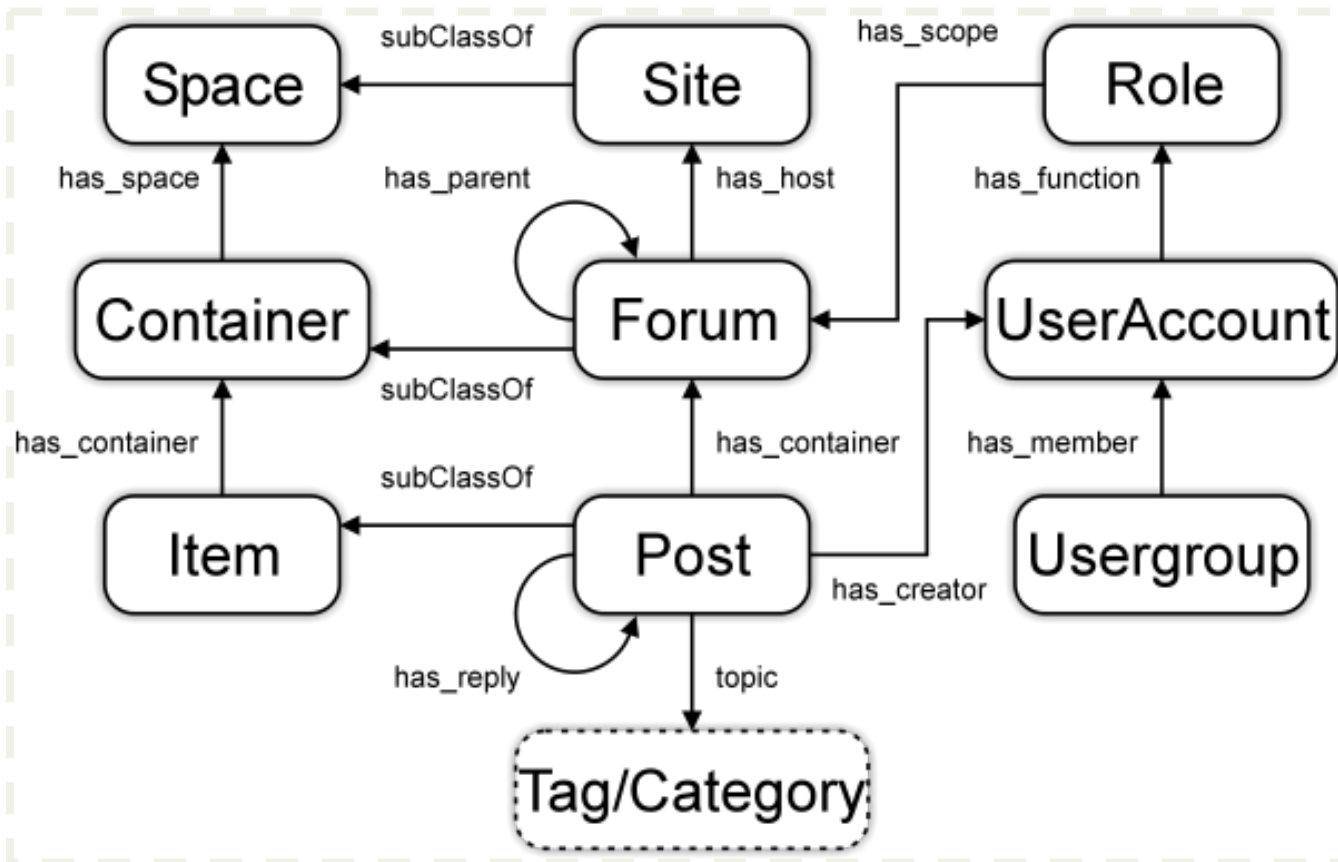 subClassOf
has_scope
Space
Site
Role
has_space
has_parent
has_host
has_function
Container
Forum
UserAccount
subClassOf
has_container
has_container
has_member
subClassOf
Item
Post
Usergroup
has_creator
has_reply
topic
Tag/Category